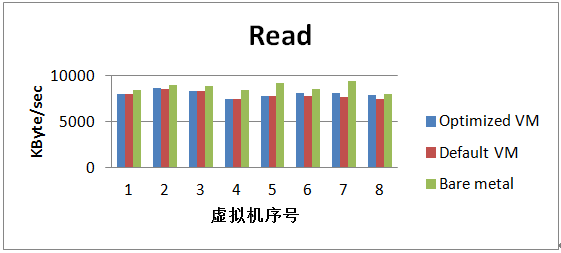 Read
10000
5000
0
KByte/sec
1 2 3 4 5 6 7 8
虚拟机序号
Optimized VM
Default VM
Bare metal